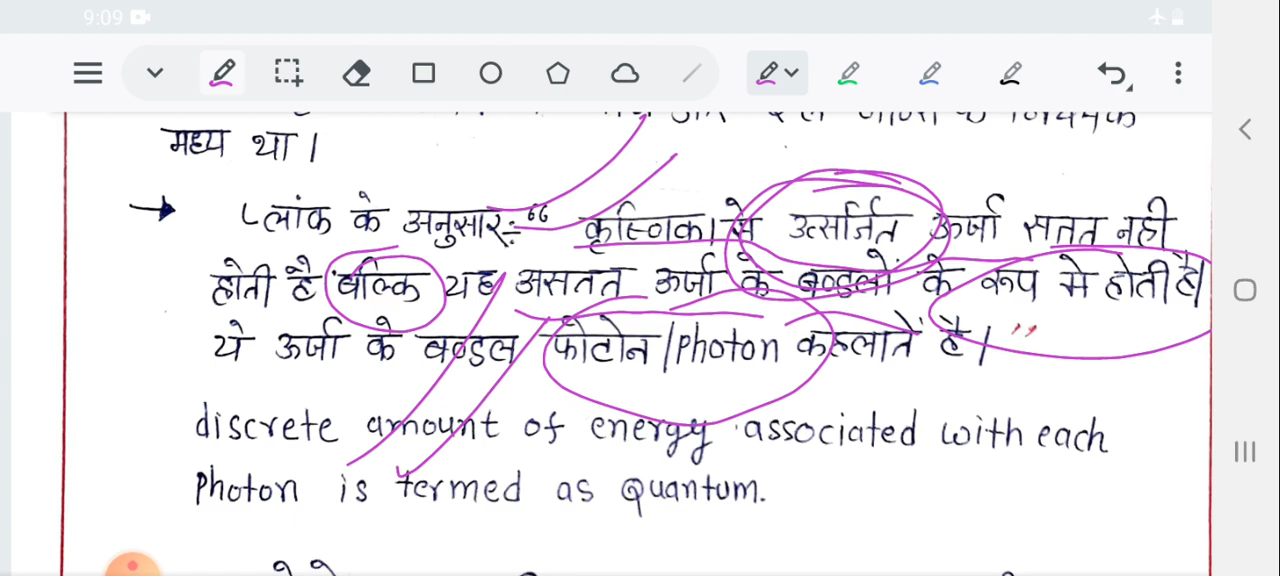 9:09
मध्य था।
→ प्लांक के अनुसार÷ “ कृष्णिका से उत्सर्जित ऊर्जा सतत नही
होती है बल्कि यह असतत ऊर्जा के बण्डलों के रूप मे होती है।
ये ऊर्जा के बण्डल फोटोन/Photon कहलाते है। ”
discrete amount of energy associated with each
Photon is termed as quantum.